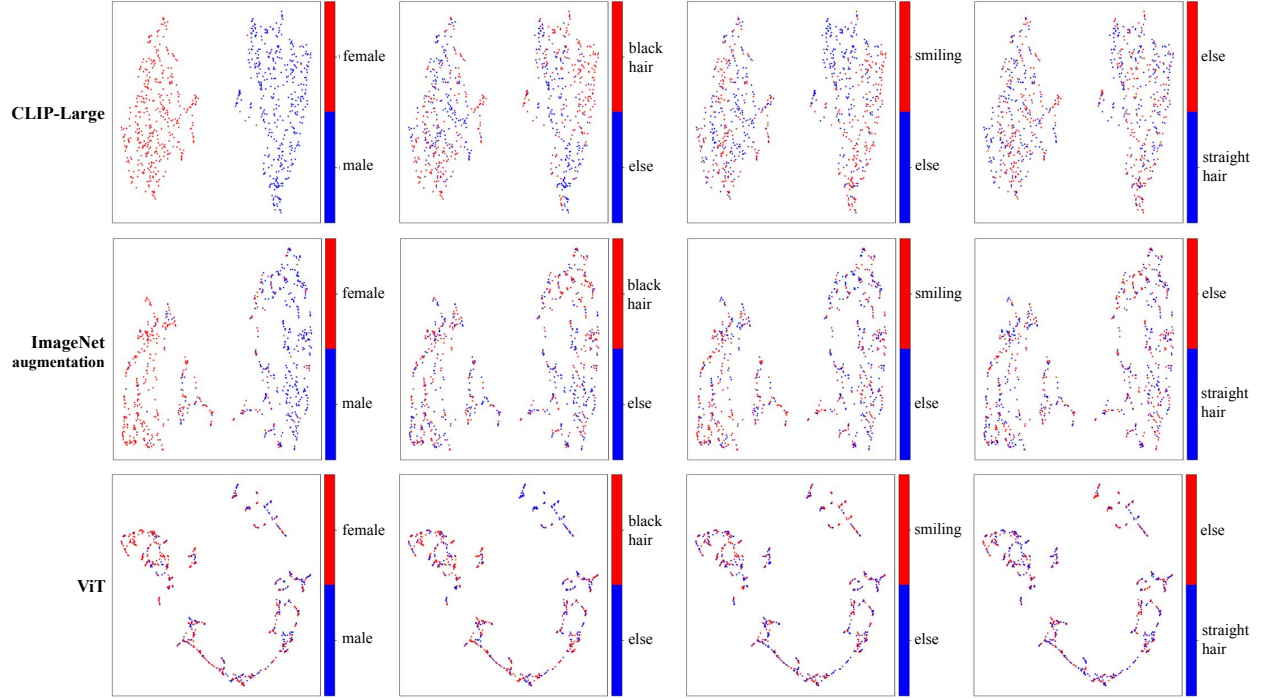 CLIP-Large
female
male
black
hair
else
smiling
else
else
straight
hair
ImageNet
augmentation
female
male
black
hair
else
smiling
else
else
straight
hair
ViT
female
male
black
hair
else
smiling
else
else
straight
hair